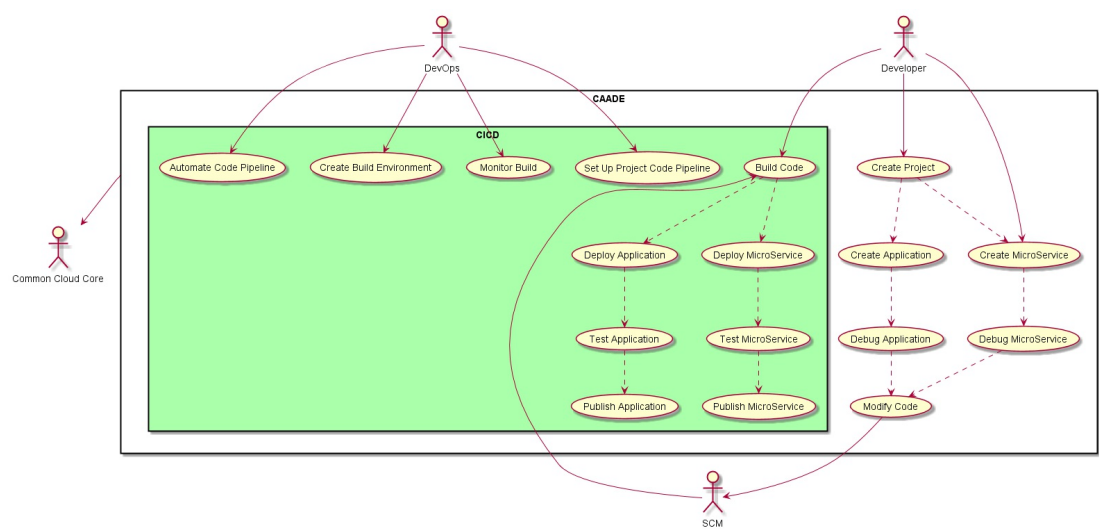 DevOps
Developer
CAADE
CICD
Automate Code Pipeline
Create Build Environment
Monitor Build
Set Up Project Code Pipeline
Build Code
Create Project
Common Cloud Core
Deploy Application
Deploy MicroService
Create Application
Create MicroService
Test Application
Test MicroService
Debug Application
Debug MicroService
Publish Application
Publish MicroService
Modify Code
SCM